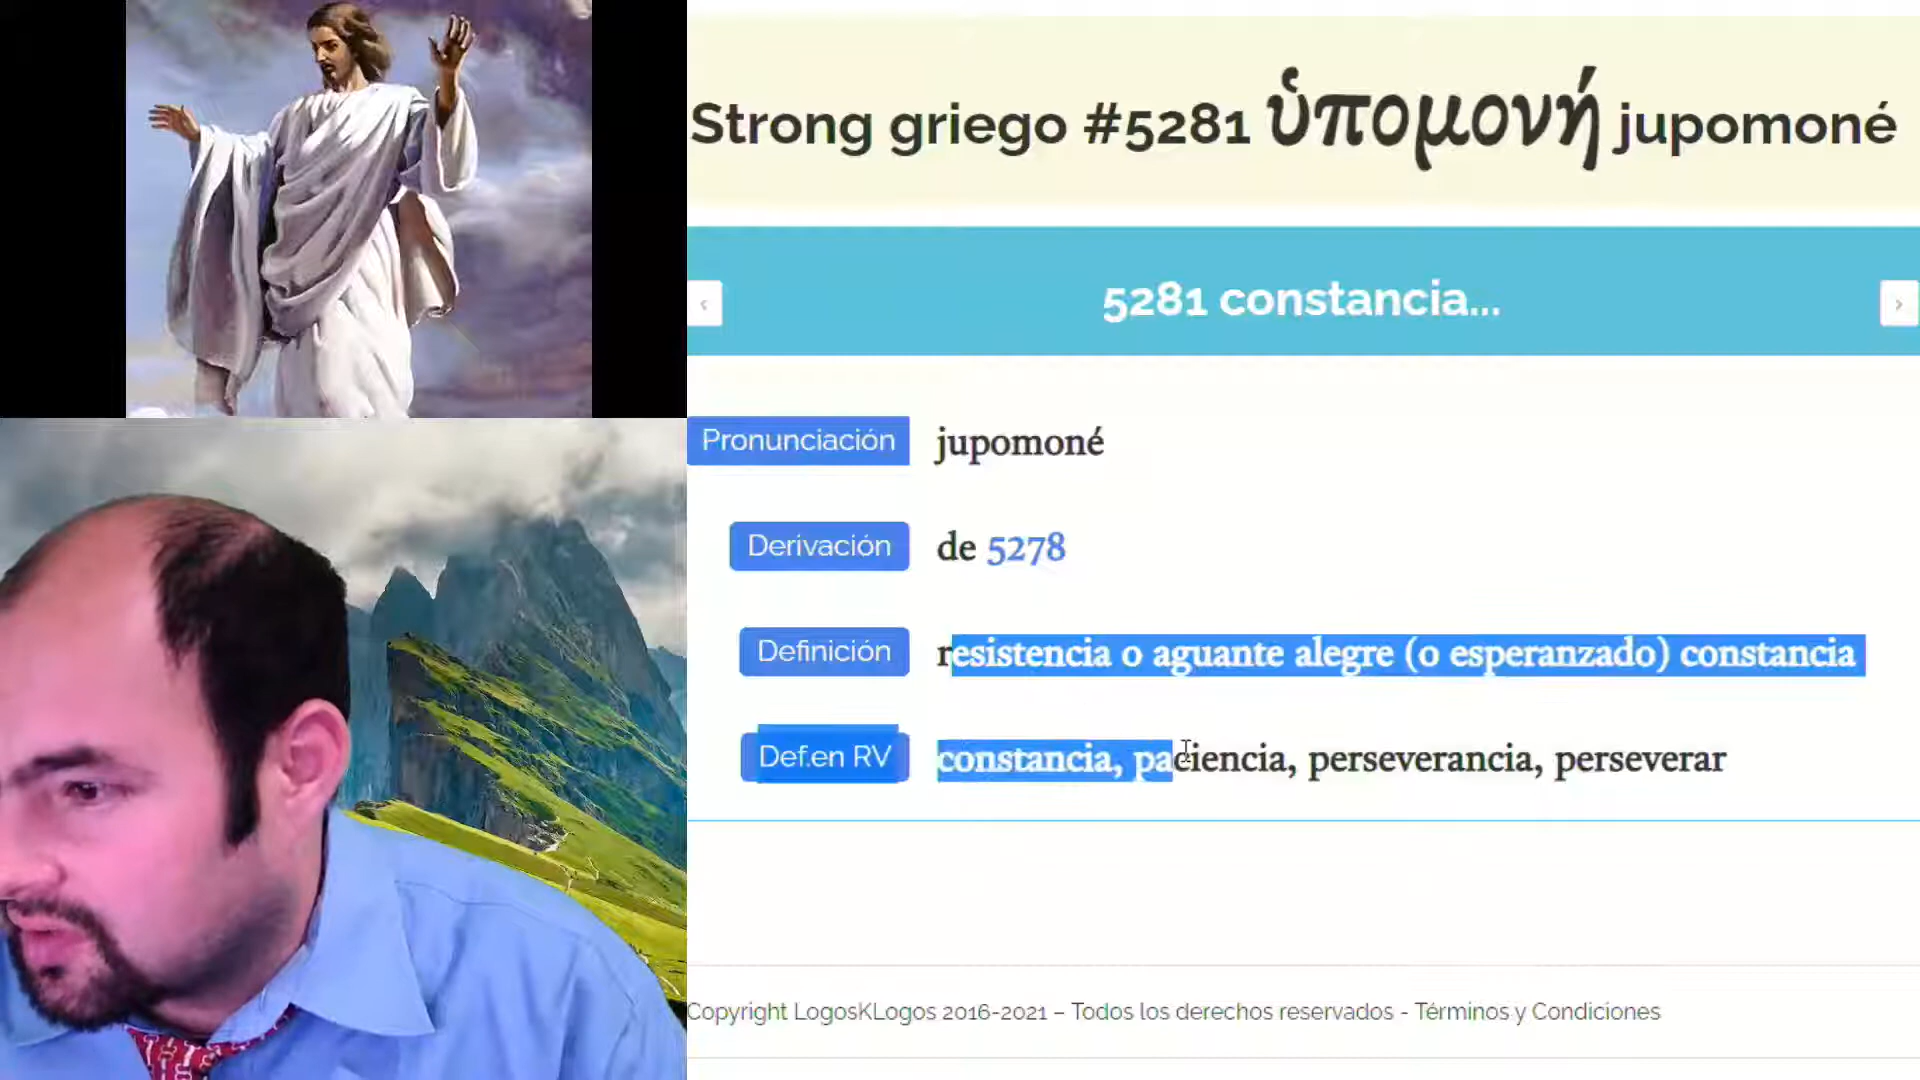 Strong griego #5281 ὑπομονή jupomoné
5281 constancia...
Pronunciación jupomoné
Derivación de 5278
Definición resistencia o aguante alegre (o esperanzado) constancia
Def.en RV constancia, paciencia, perseverancia, perseverar
Copyright LogosKLogos 2016-2021 – Todos los derechos reservados - Términos y Condiciones